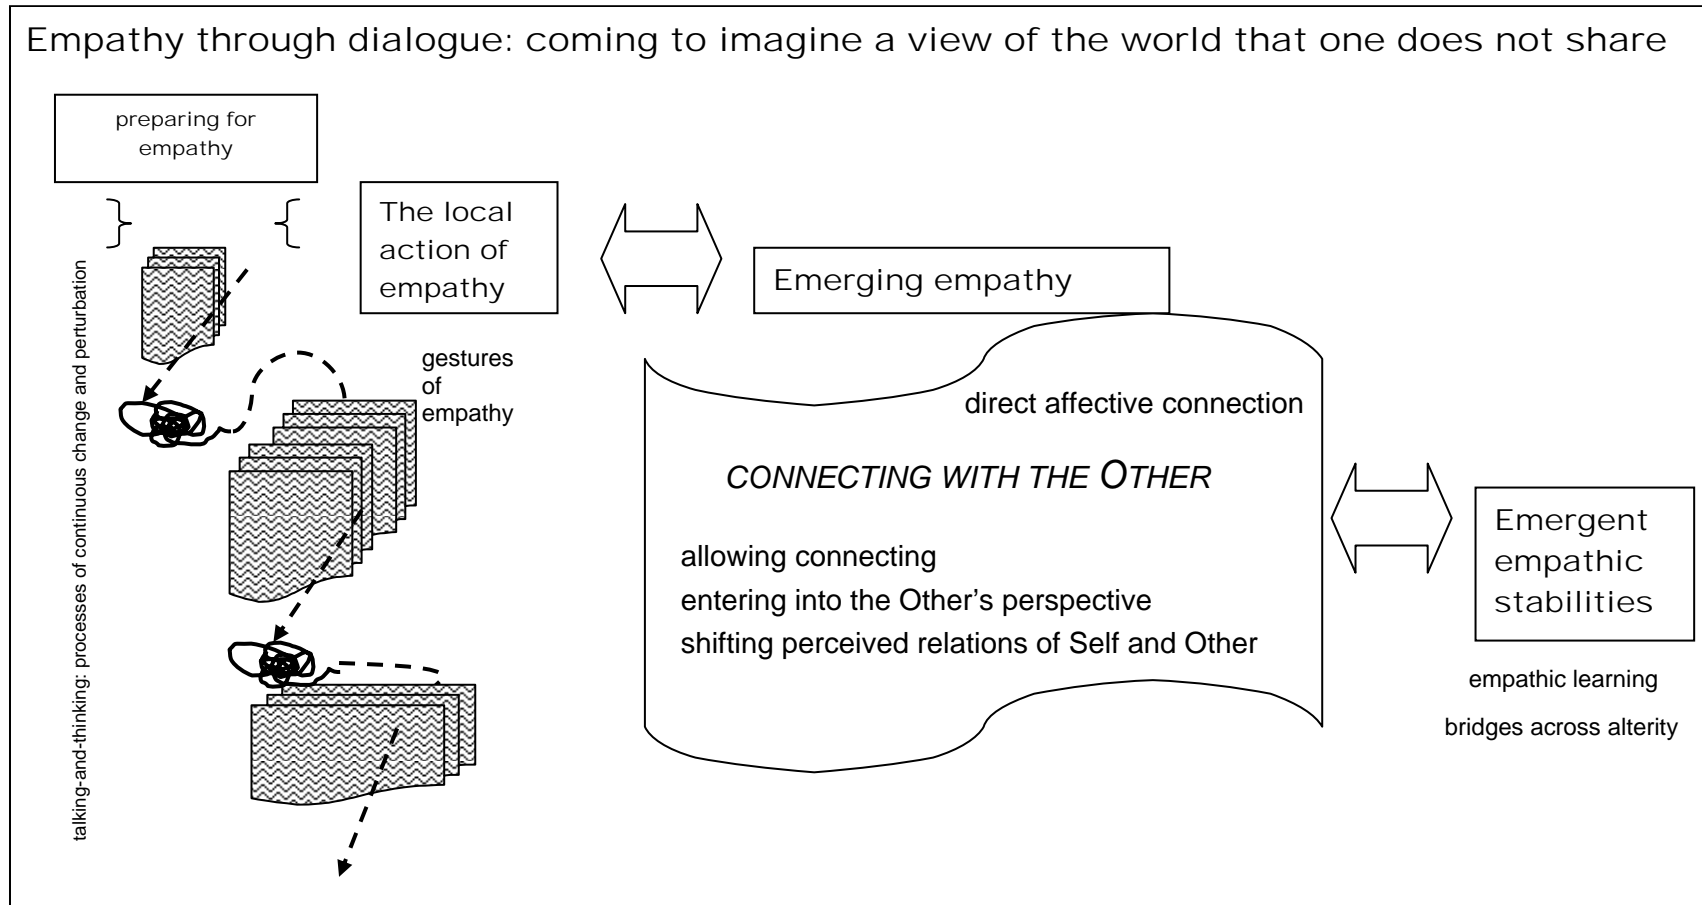 Empathy through dialogue: coming to imagine a view of the world that one does not share
preparing for
empathy
talking-and-thinking: processes of continuous change and perturbation
The local
action of
empathy
gestures
of
empathy
Emerging empathy
direct affective connection
CONNECTING WITH THE OTHER
allowing connecting
entering into the Other’s perspective
shifting perceived relations of Self and Other
Emergent
empathic
stabilities
empathic learning
bridges across alterity